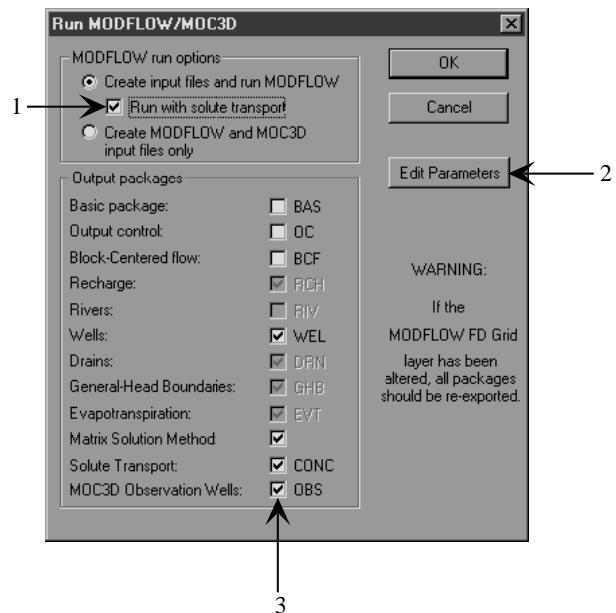 Run MODFLOW/MOC3D
MODFLOW run options
Create input files and run MODFLOW
Run with solute transport
Create MODFLOW and MOC3D
input files only
OK
Cancel
Edit Parameters
1
2
Output packages
Basic package: BAS
Output control: OC
Block-Centered flow: BCF
Recharge: RCH
Rivers: RIV
Wells: WEL
Drains: DRN
General-Head Boundaries: GHB
Evapotranspiration: EVT
Matrix Solution Method
Solute Transport: CONC
MOC3D Observation Wells: OBS
WARNING:
If the
MODFLOW FD Grid
layer has been
altered, all packages
should be re-exported.
3